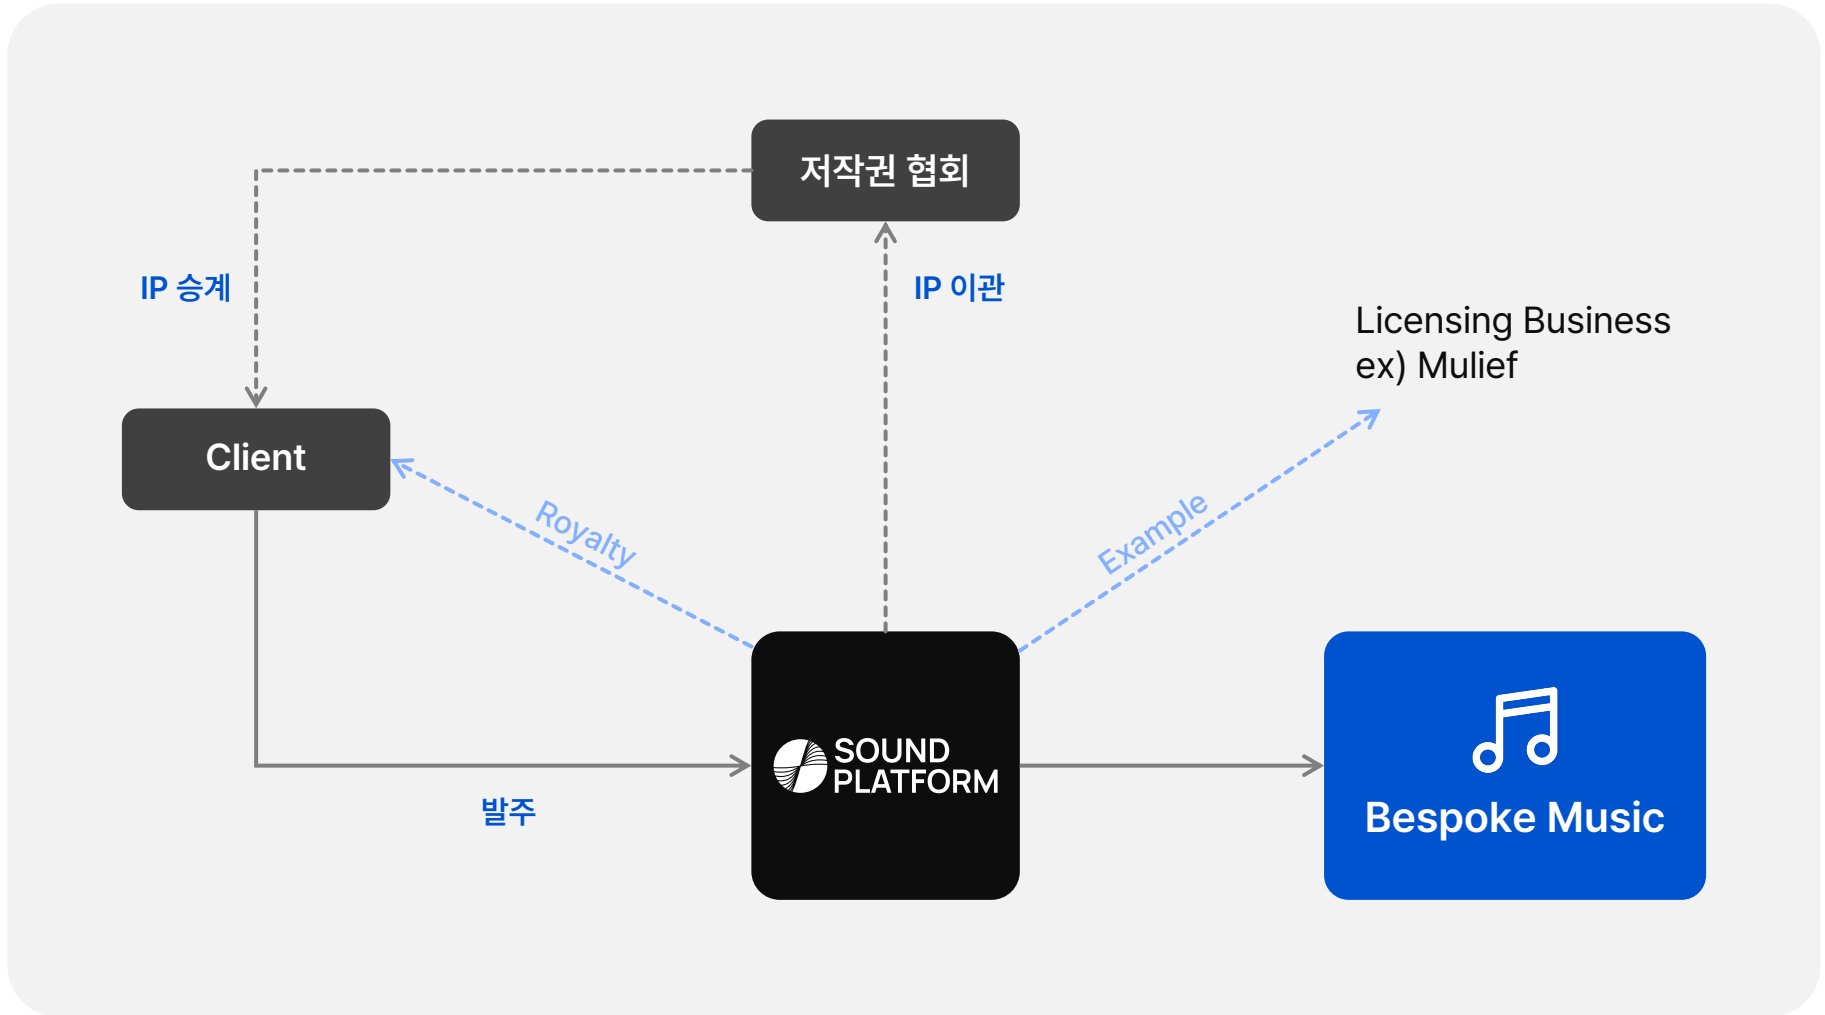 저작권 협회
IP 승계
IP 이관
Licensing Business
ex) Mulief
Client
Royalty
Example
SOUND
PLATFORM
Bespoke Music
발주